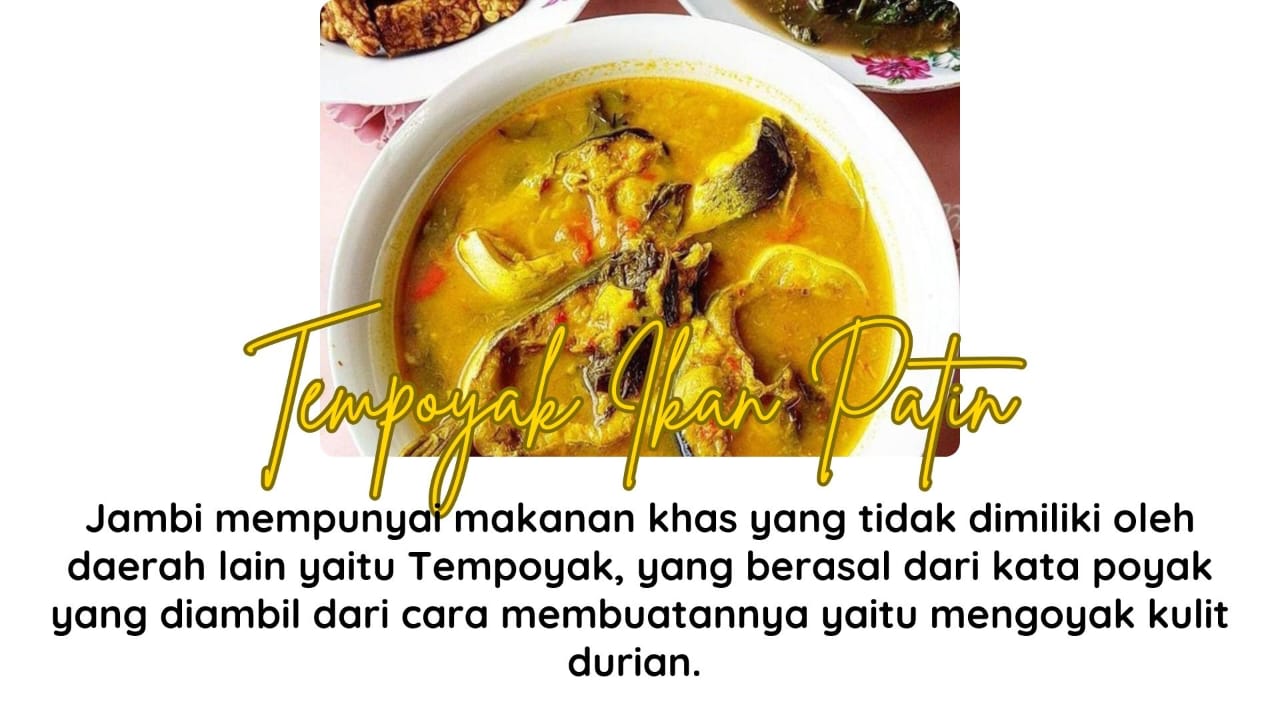 Tempoyak Ikan Patin
Jambi mempunyai makanan khas yang tidak dimiliki oleh
daerah lain yaitu Tempoyak, yang berasal dari kata poyak
yang diambil dari cara membuatannya yaitu mengoyak kulit
durian.